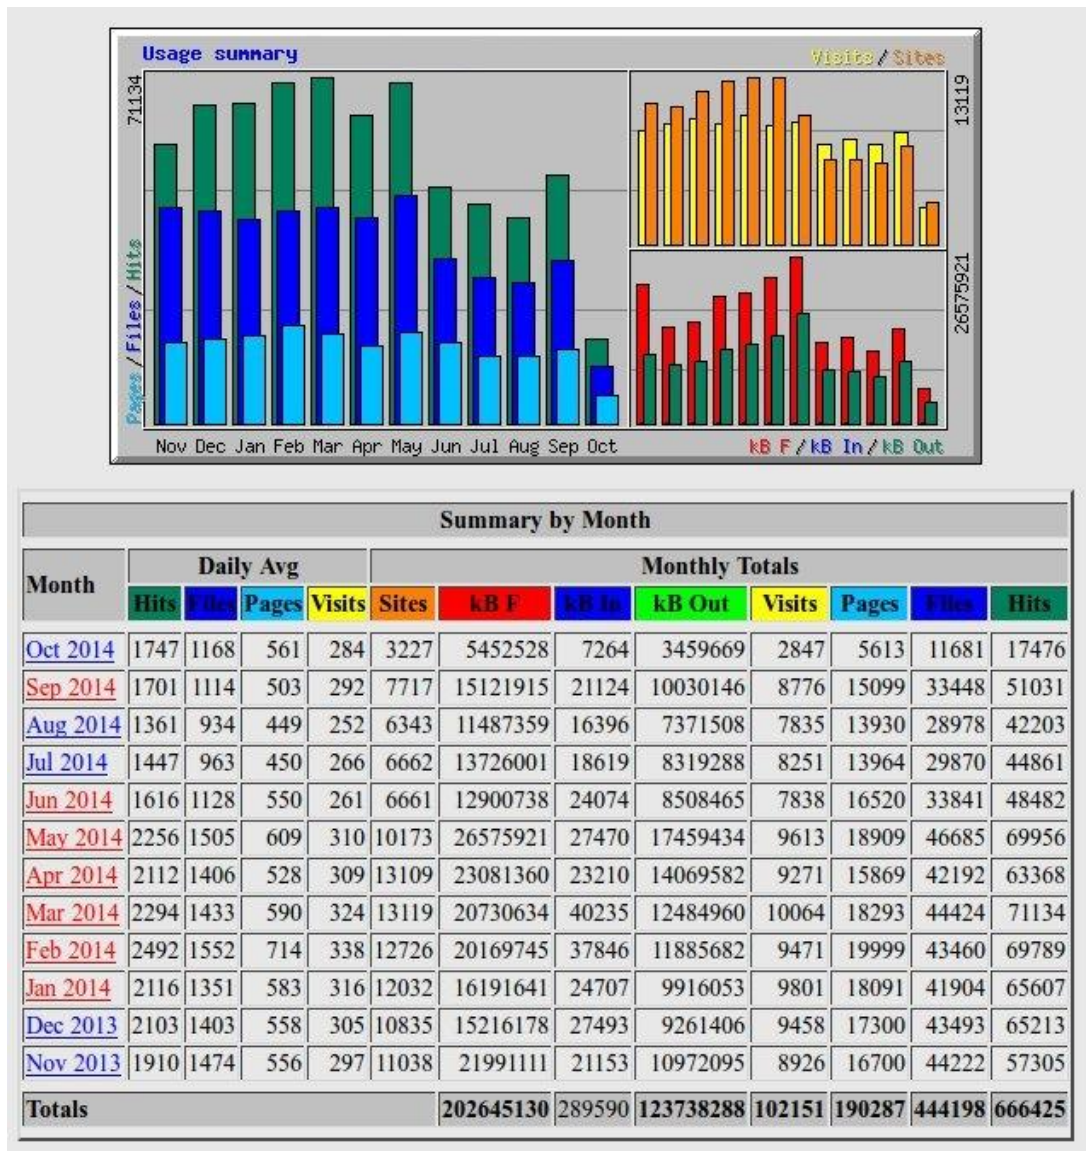 Usage summary
Visits/Sites
71134
13119
Pages/Files/Hits
26575921
Nov Dec Jan Feb Mar Apr May Jun Jul Aug Sep Oct
kB F/kB In/kB Out
Summary by Month
Month Daily Avg Monthly Totals
Hits Files Pages Visits Sites kB F kB In kB Out Visits Pages Files Hits
Oct 2014 1747 1168 561 284 3227 5452528 7264 3459669 2847 5613 11681 17476
Sep 2014 1701 1114 503 292 7717 15121915 21124 10030146 8776 15099 33448 51031
Aug 2014 1361 934 449 252 6343 11487359 16396 7371508 7835 13930 28978 42203
Jul 2014 1447 963 450 266 6662 13726001 18619 8319288 8251 13964 29870 44861
Jun 2014 1616 1128 550 261 6661 12900738 24074 8508465 7838 16520 33841 48482
May 2014 2256 1505 609 310 10173 26575921 27470 17459434 9613 18909 46685 69956
Apr 2014 2112 1406 528 309 13109 23081360 23210 14069582 9271 15869 42192 63368
Mar 2014 2294 1433 590 324 13119 20730634 40235 12484960 10064 18293 44424 71134
Feb 2014 2492 1552 714 338 12726 20169745 37846 11885682 9471 19999 43460 69789
Jan 2014 2116 1351 583 316 12032 16191641 24707 9916053 9801 18091 41904 65607
Dec 2013 2103 1403 558 305 10835 15216178 27493 9261406 9458 17300 43493 65213
Nov 2013 1910 1474 556 297 11038 21991111 21153 10972095 8926 16700 44222 57305
Totals 202645130 289590 123738288 102151 190287 444198 666425